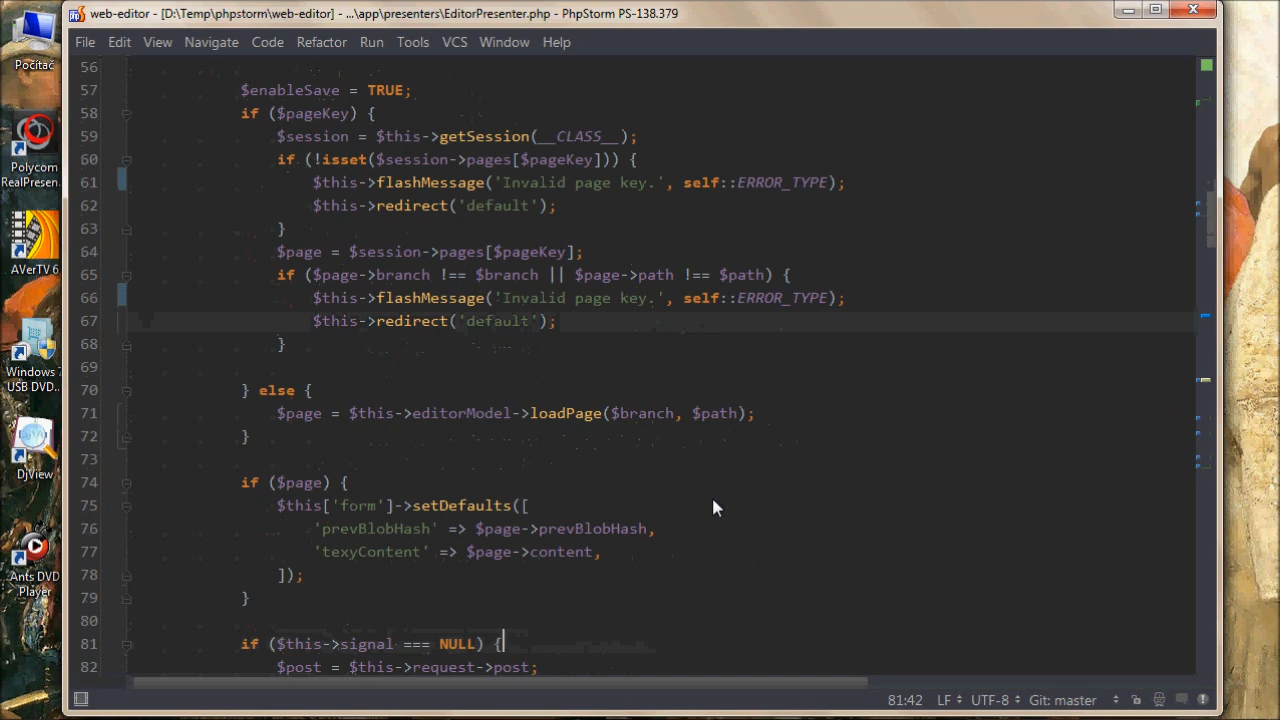 web-editor - [D:\Temp\phpstorm\web-editor] - ...\app\presenters\EditorPresenter.php - PhpStorm PS-138.379
File Edit View Navigate Code Refactor Run Tools VCS Window Help
Počítač
Polycom
RealPresen...
AVerTV 6
Windows 7
USB DVD...
DjView
Ants DVD
Player
56
57 $enableSave = TRUE;
58 if ($pageKey) {
59 $session = $this->getSession(__CLASS__);
60 if (!isset($session->pages[$pageKey])) {
61 $this->flashMessage('Invalid page key.', self::ERROR_TYPE);
62 $this->redirect('default');
63 }
64 $page = $session->pages[$pageKey];
65 if ($page->branch !== $branch || $page->path !== $path) {
66 $this->flashMessage('Invalid page key.', self::ERROR_TYPE);
67 $this->redirect('default');
68 }
69
70 } else {
71 $page = $this->editorModel->loadPage($branch, $path);
72 }
73
74 if ($page) {
75 $this['form']->setDefaults([
76 'prevBlobHash' => $page->prevBlobHash,
77 'texyContent' => $page->content,
78 ]);
79 }
80
81 if ($this->signal === NULL) {
82 $post = $this->request->post;
81:42 LF UTF-8 Git: master